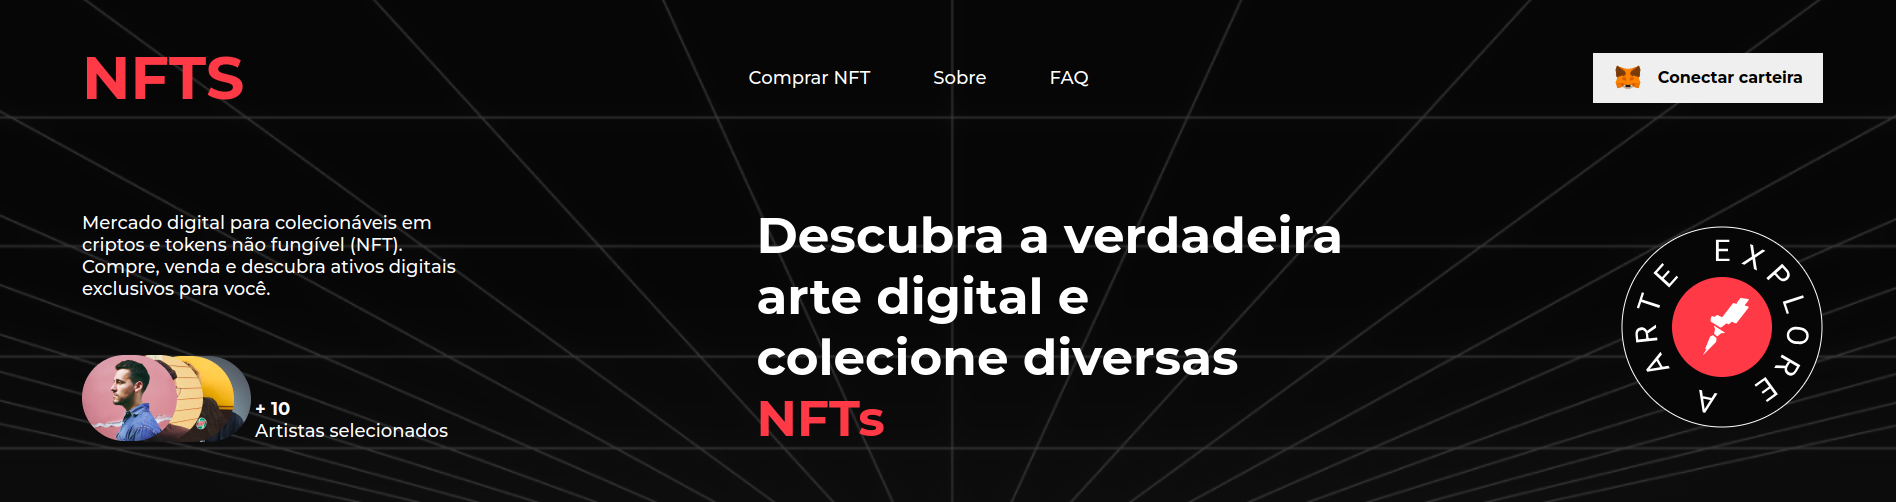 NFTS
Comprar NFT
Sobre
FAQ
Conectar carteira
Mercado digital para colecionáveis em
criptos e tokens não fungível (NFT).
Compre, venda e descubra ativos digitais
exclusivos para você.
+ 10
Artistas selecionados
Descubra a verdadeira
arte digital e
colecione diversas
NFTs
EXPLORE A ARTE